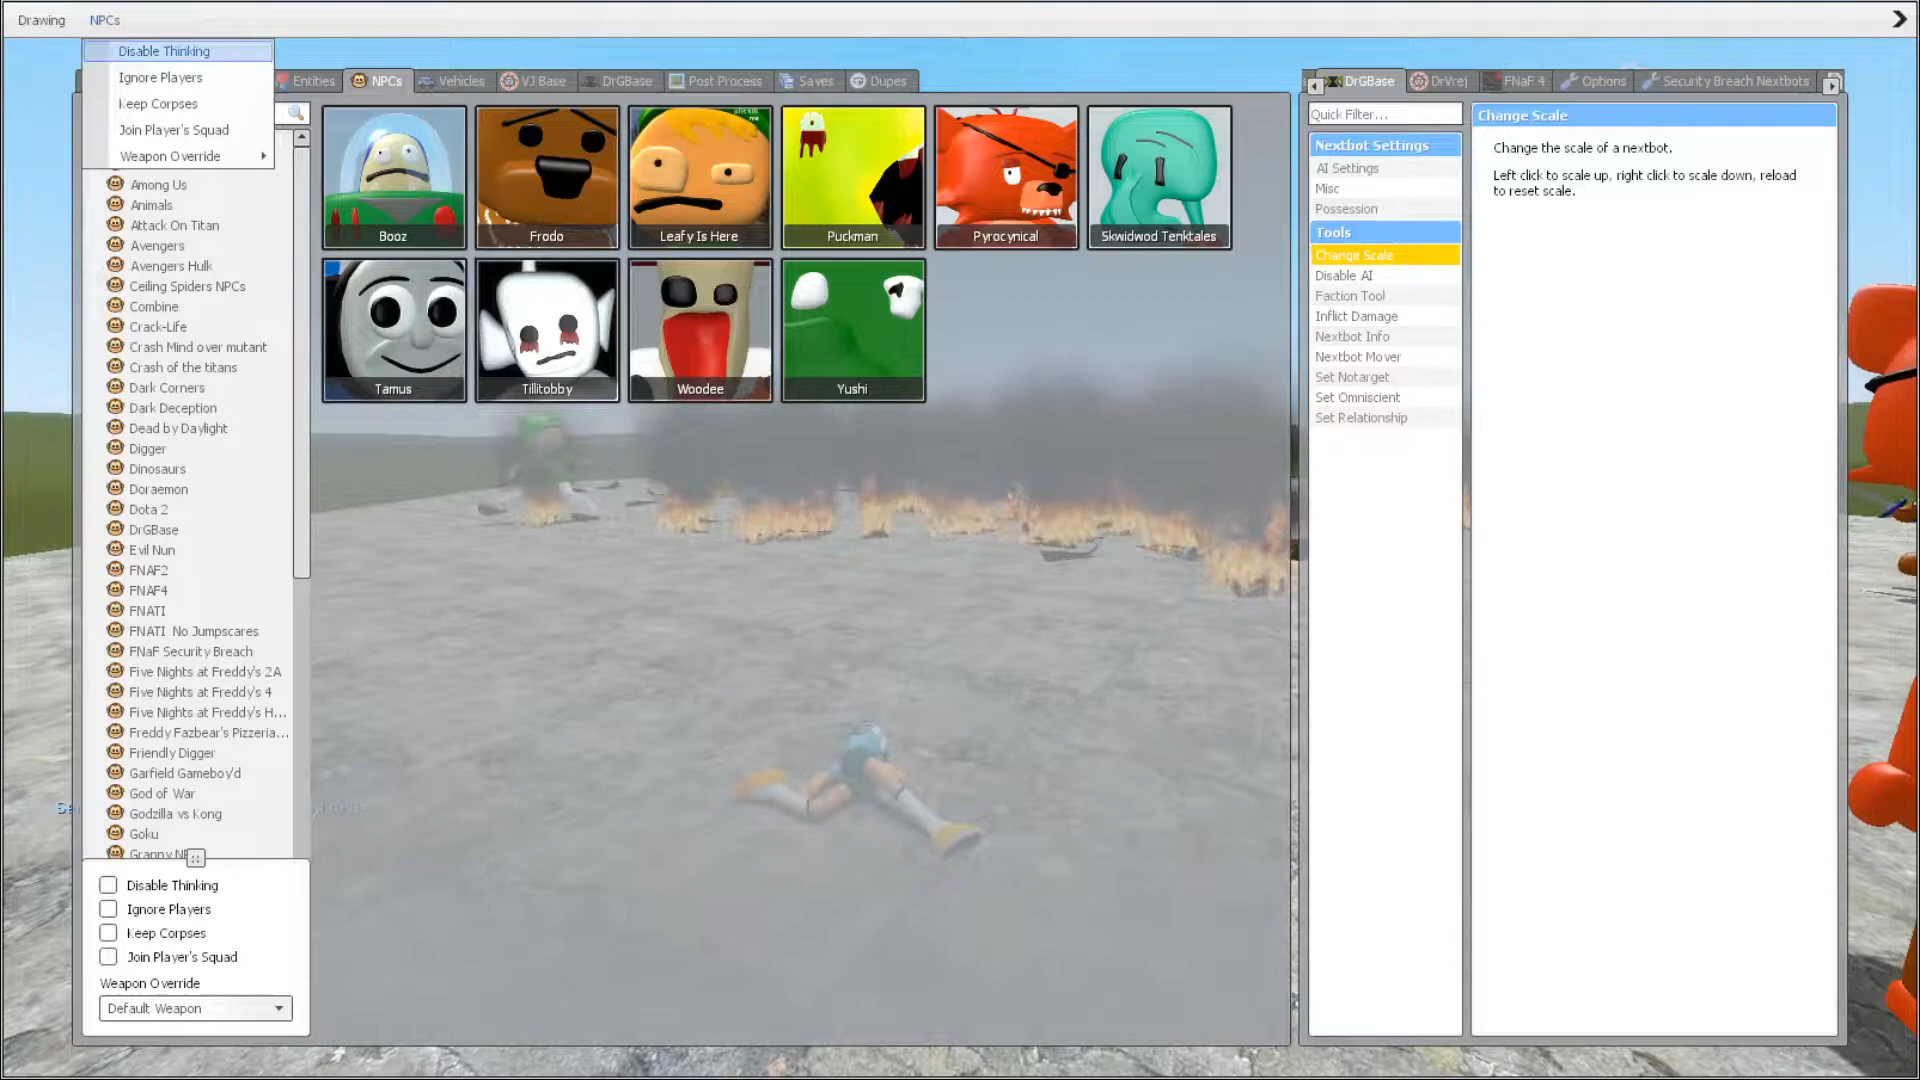 Drawing NPCs
Disable Thinking
Ignore Players
Keep Corpses
Join Player's Squad
Weapon Override
Entities NPCs Vehicles VJ Base DrGBase Post Process Saves Dupes
Among Us
Animals
Attack On Titan
Avengers
Avengers Hulk
Ceiling Spiders NPCs
Combine
Crack-Life
Crash Mind over mutant
Crash of the titans
Dark Corners
Dark Deception
Dead by Daylight
Digger
Dinosaurs
Doraemon
Dota 2
DrGBase
Evil Nun
FNAF2
FNAF4
FNATI
FNATI No Jumpscares
FNaF Security Breach
Five Nights at Freddy's 2A
Five Nights at Freddy's 4
Five Nights at Freddy's H...
Freddy Fazbear's Pizzeria...
Friendly Digger
Garfield Gameboy'd
God of War
Godzilla vs Kong
Goku
Granny
Disable Thinking
Ignore Players
Keep Corpses
Join Player's Squad
Weapon Override
Default Weapon
Booz Frodo Leafy Is Here Puckman Pyrocynical Skwidwod Tenktales
Tamus Tillitobby Woodee Yushi
DrGBase DrVrej FNaF 4 Options Security Breach Nextbots
Quick Filter...
Nextbot Settings
AI Settings
Misc
Possession
Tools
Change Scale
Disable AI
Faction Tool
Inflict Damage
Nextbot Info
Nextbot Mover
Set Notarget
Set Omniscient
Set Relationship
Change Scale
Change the scale of a nextbot.
Left click to scale up, right click to scale down, reload
to reset scale.